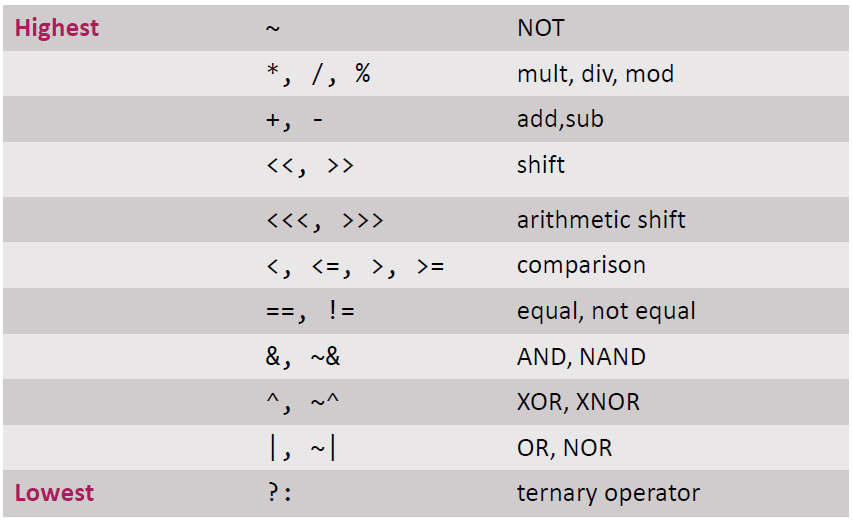 Highest ~ NOT
*, /, % mult, div, mod
+, - add,sub
<<, >> shift
<<<, >>> arithmetic shift
<, <=, >, >= comparison
==, != equal, not equal
&, ~& AND, NAND
^, ~^ XOR, XNOR
|, ~| OR, NOR
Lowest ?: ternary operator